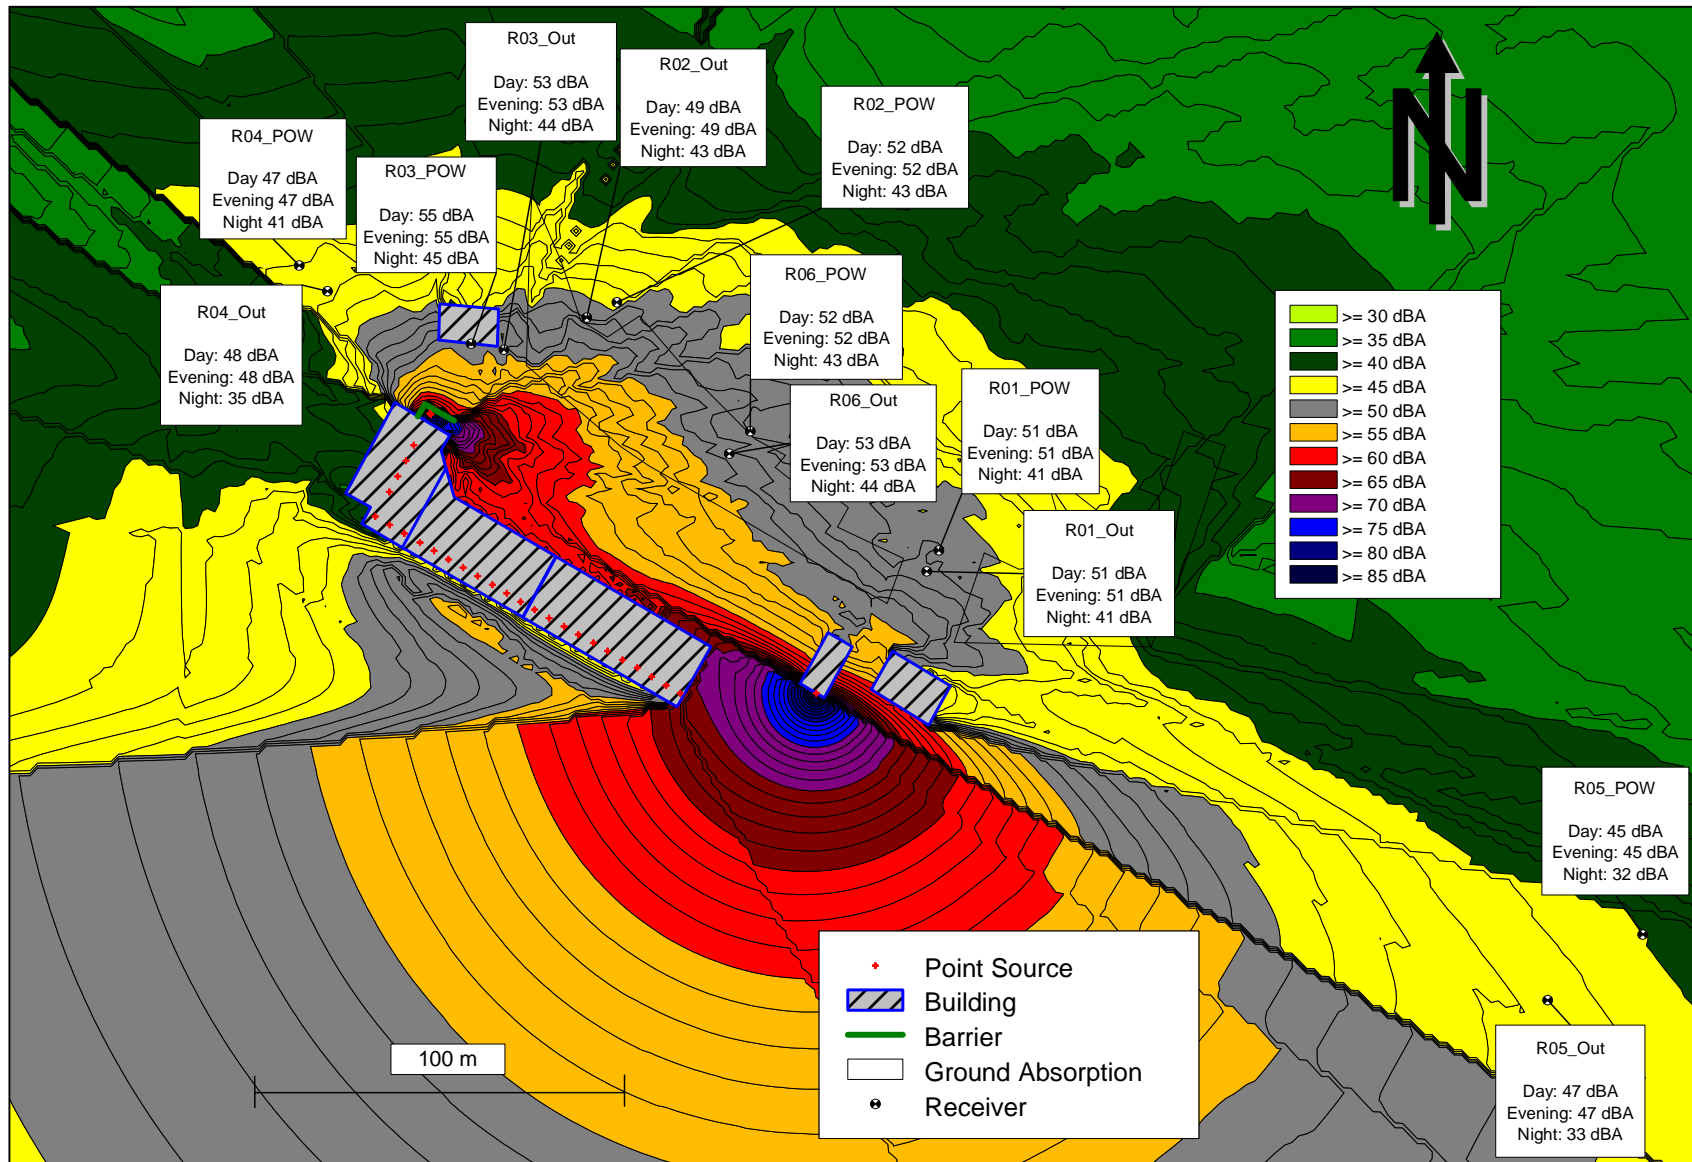 R03_Out
Day: 53 dBA
Evening: 53 dBA
Night: 44 dBA
R02_Out
Day: 49 dBA
Evening: 49 dBA
Night: 43 dBA
R02_POW
Day: 52 dBA
Evening: 52 dBA
Night: 43 dBA
R04_POW
Day 47 dBA
Evening 47 dBA
Night 41 dBA
R03_POW
Day: 55 dBA
Evening: 55 dBA
Night: 45 dBA
N
R06_POW
Day: 52 dBA
Evening: 52 dBA
Night: 43 dBA
R04_Out
Day: 48 dBA
Evening: 48 dBA
Night: 35 dBA
>= 30 dBA
>= 35 dBA
>= 40 dBA
>= 45 dBA
>= 50 dBA
>= 55 dBA
>= 60 dBA
>= 65 dBA
>= 70 dBA
>= 75 dBA
>= 80 dBA
>= 85 dBA
R06_Out
Day: 53 dBA
Evening: 53 dBA
Night: 44 dBA
R01_POW
Day: 51 dBA
Evening: 51 dBA
Night: 41 dBA
R01_Out
Day: 51 dBA
Evening: 51 dBA
Night: 41 dBA
R05_POW
Day: 45 dBA
Evening: 45 dBA
Night: 32 dBA
Point Source
Building
Barrier
Ground Absorption
Receiver
100 m
R05_Out
Day: 47 dBA
Evening: 47 dBA
Night: 33 dBA